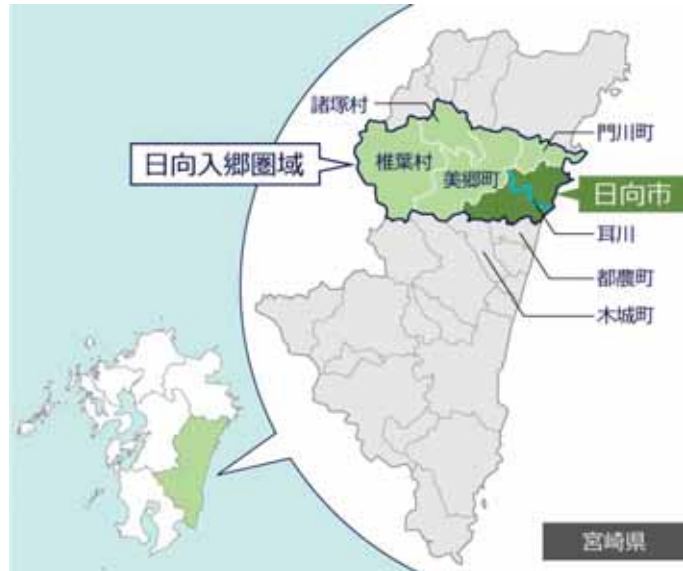 諸塚村
門川町
日向入郷圏域
椎葉村
美郷町
日向市
耳川
都農町
木城町
宮崎県